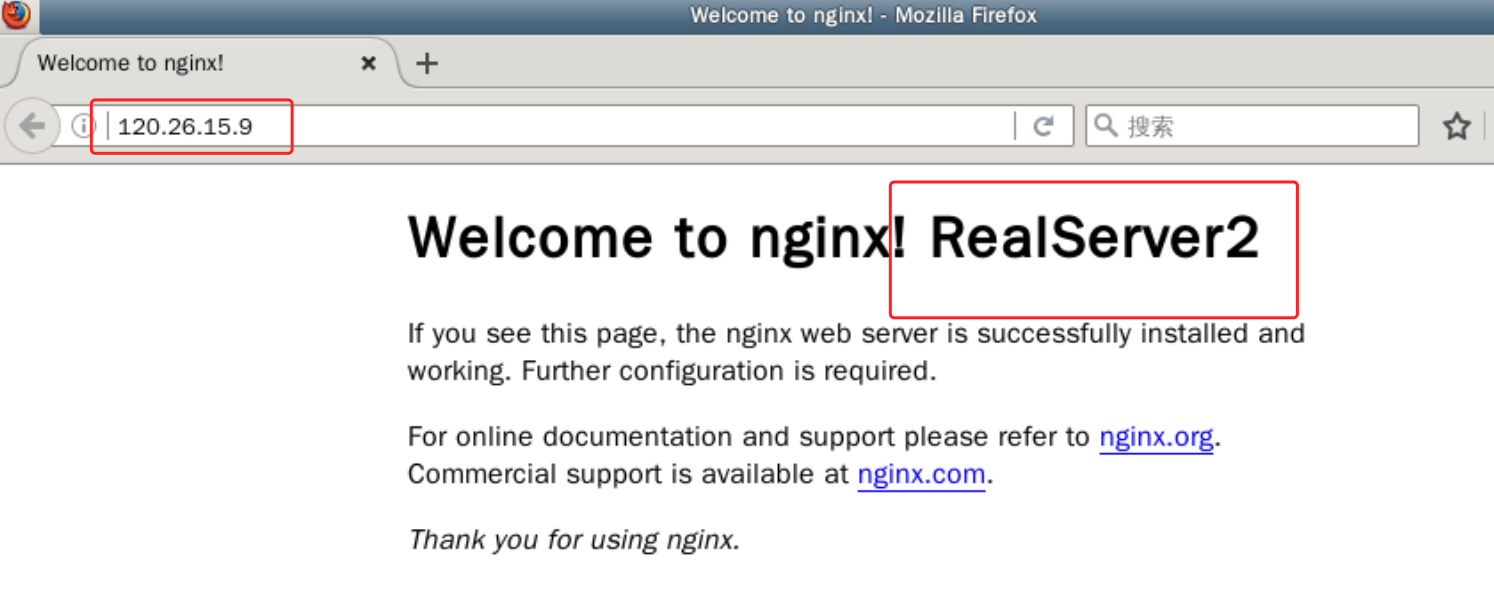 Welcome to nginx! - Mozilla Firefox
Welcome to nginx!
120.26.15.9
搜索
Welcome to nginx! RealServer2
If you see this page, the nginx web server is successfully installed and
working. Further configuration is required.
For online documentation and support please refer to nginx.org.
Commercial support is available at nginx.com.
Thank you for using nginx.